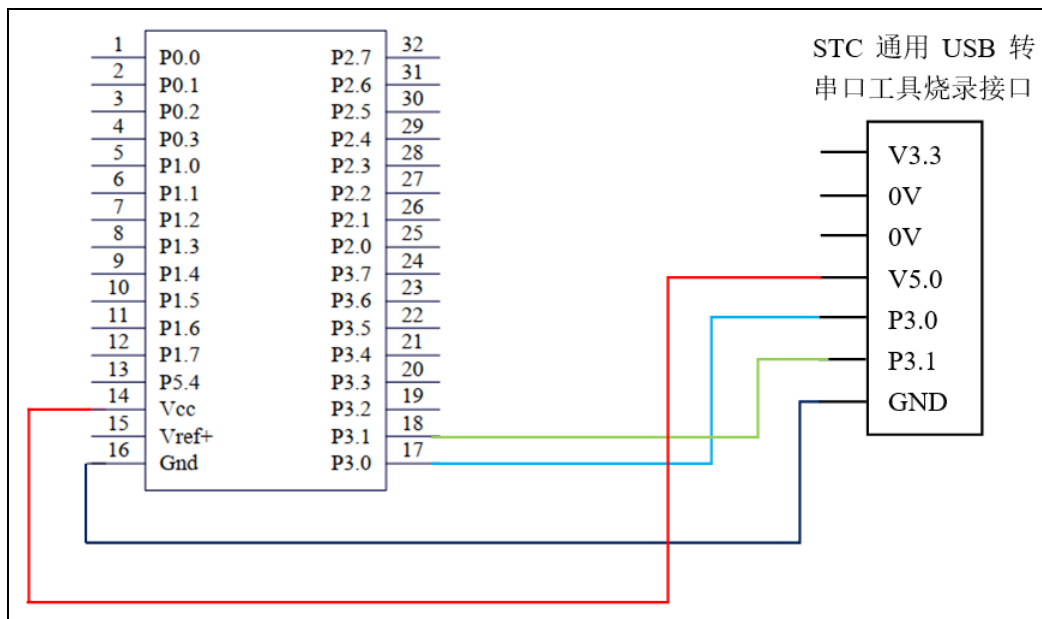 STC 通用 USB 转
串口工具烧录接口
1 P0.0 P2.7 32
2 P0.1 P2.6 31
3 P0.2 P2.5 30
4 P0.3 P2.4 29
5 P1.0 P2.3 28
6 P1.1 P2.2 27
7 P1.2 P2.1 26
8 P1.3 P2.0 25
9 P1.4 P3.7 24
10 P1.5 P3.6 23
11 P1.6 P3.5 22
12 P1.7 P3.4 21
13 P5.4 P3.3 20
14 Vcc P3.2 19
15 Vref+ P3.1 18
16 Gnd P3.0 17
V3.3
0V
0V
V5.0
P3.0
P3.1
GND